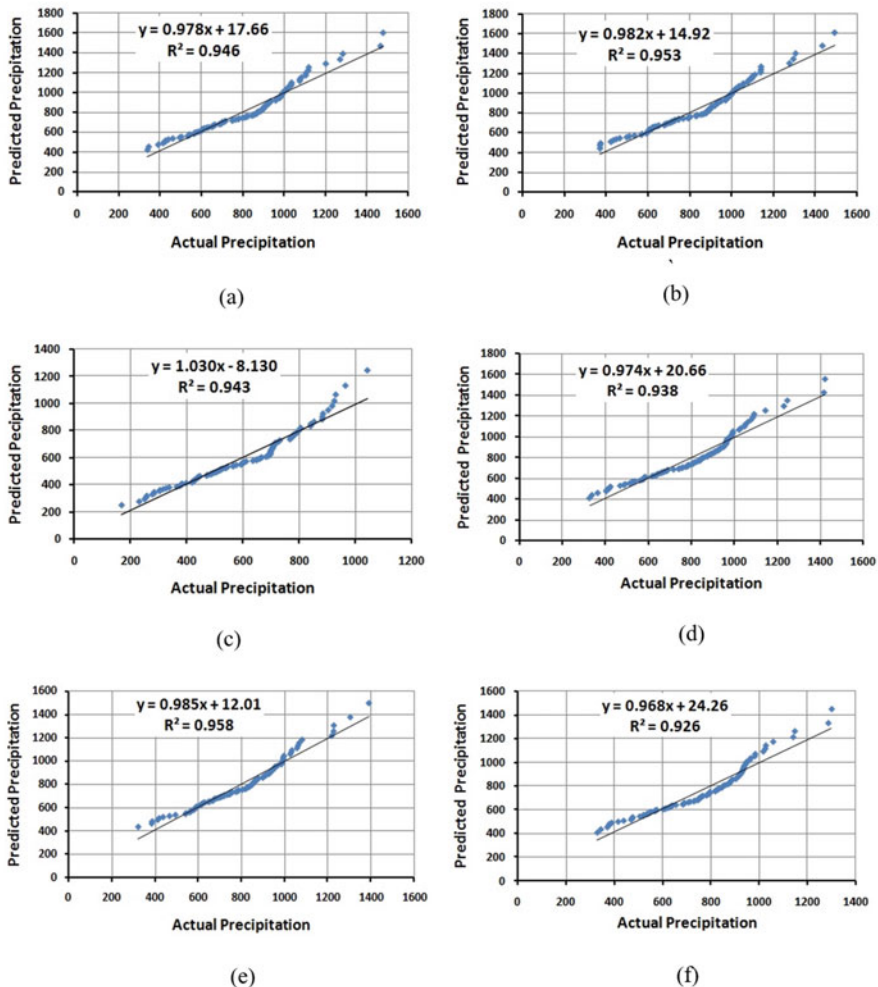 y = 0.978x + 17.66
R² = 0.946
Predicted Precipitation
1800
1600
1400
1200
1000
800
600
400
200
0
0 200 400 600 800 1000 1200 1400 1600
Actual Precipitation
(a)
y = 0.982x + 14.92
R² = 0.953
Predicted Precipitation
1800
1600
1400
1200
1000
800
600
400
200
0
0 200 400 600 800 1000 1200 1400 1600
Actual Precipitation
(b)
y = 1.030x - 8.130
R² = 0.943
Predicted Precipitation
1400
1200
1000
800
600
400
200
0
0 200 400 600 800 1000 1200
Actual Precipitation
(c)
y = 0.974x + 20.66
R² = 0.938
Predicted Precipitation
1800
1600
1400
1200
1000
800
600
400
200
0
0 200 400 600 800 1000 1200 1400 1600
Actual Precipitation
(d)
y = 0.985x + 12.01
R² = 0.958
Predicted Precipitation
1600
1400
1200
1000
800
600
400
200
0
0 200 400 600 800 1000 1200 1400 1600
Actual Precipitation
(e)
y = 0.968x + 24.26
R² = 0.926
Predicted Precipitation
1600
1400
1200
1000
800
600
400
200
0
0 200 400 600 800 1000 1200 1400
Actual Precipitation
(f)